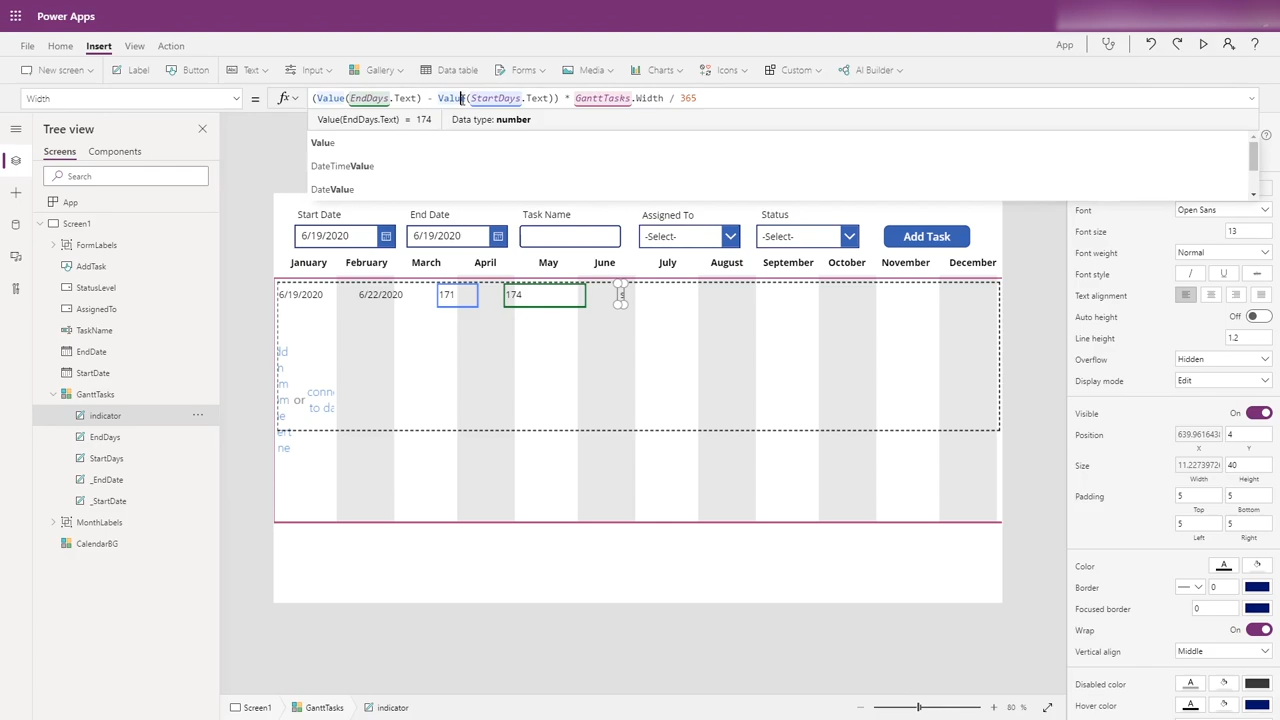 Power Apps
File Home Insert View Action
App
New screen Label Button Text Input Gallery Data table Forms Media Charts Icons Custom AI Builder
Width = fx (Value(EndDays.Text) - Value(StartDays.Text)) * GanttTasks.Width / 365
Value(EndDays.Text) = 174 Data type: number
Value
DateTimeValue
DateValue
Tree view
Screens Components
Search
App
Screen1
FormLabels
AddTask
StatusLevel
AssignedTo
TaskName
EndDate
StartDate
GanttTasks
indicator ...
EndDays
StartDays
_EndDate
_StartDate
MonthLabels
CalendarBG
Start Date End Date Task Name Assigned To Status
6/19/2020 6/19/2020 -Select- -Select- Add Task
January February March April May June July August September October November December
6/19/2020 6/22/2020 171 174
ld
h
m
m or
e
ert
ne
Font Open Sans
Font size 13
Font weight Normal
Font style
Text alignment
Auto height Off
Line height 1.2
Overflow Hidden
Display mode Edit
Visible On
Position 639.9616438 4
X Y
Size 11.22739726 40
Width Height
Padding 5 5
Top Bottom
5 5
Left Right
Color
Border 0
Focused border 0
Wrap On
Vertical align Middle
Disabled color
Hover color
Screen1 GanttTasks indicator
80 %